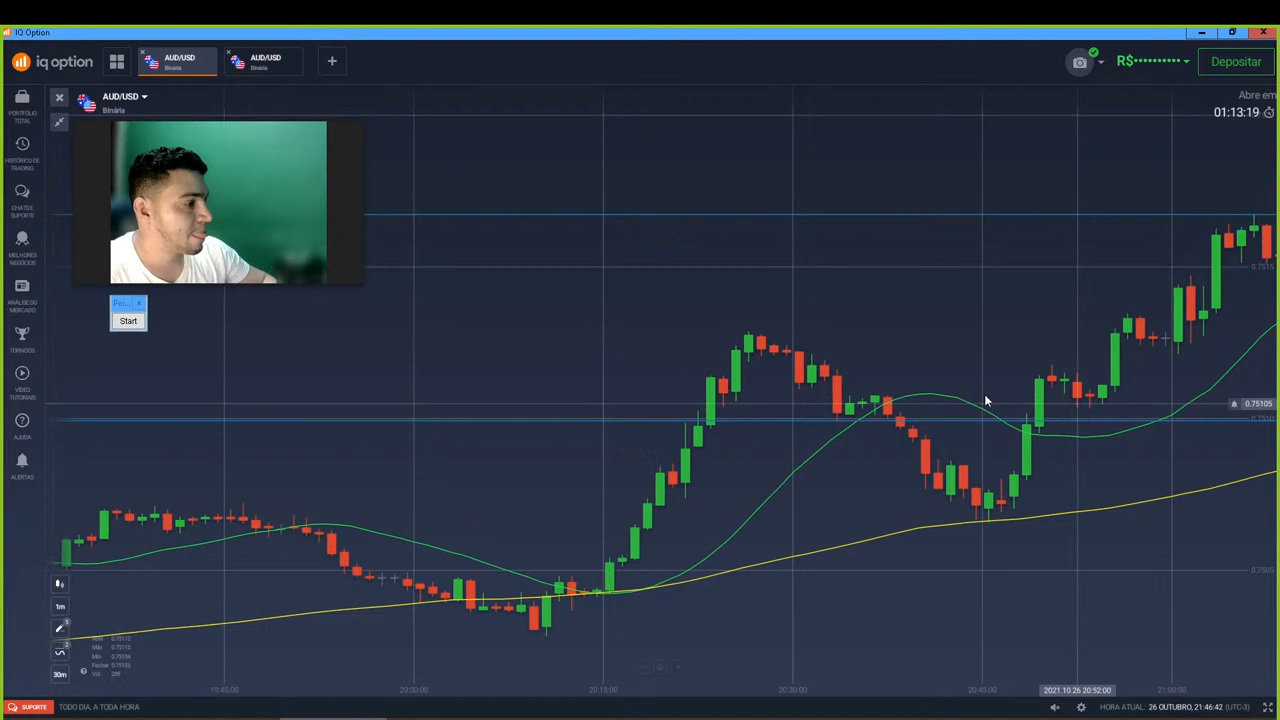 IQ Option
iq option
AUD/USD
Binária
AUD/USD
Binária
R$••••••••••
Depositar
AUD/USD
Binária
Abre em
01:13:19
PORTFÓLIO
TOTAL
HISTÓRICO DE
TRADING
CHATS E
SUPORTE
MELHORES
NEGÓCIOS
ANÁLISE DO
MERCADO
TORNEIOS
VÍDEO
TUTORIAIS
AJUDA
ALERTAS
Start
0.7515
0.75105
0.7510
0.7505
1m
30m
Máx
Mín
Fechar 0.75105
Vol
19:45:00
20:00:00
20:15:00
20:30:00
20:45:00
2021.10.26 20:52:00
21:00:00
SUPORTE
TODO DIA, A TODA HORA
HORA ATUAL: 26 OUTUBRO, 21:46:42 (UTC-3)